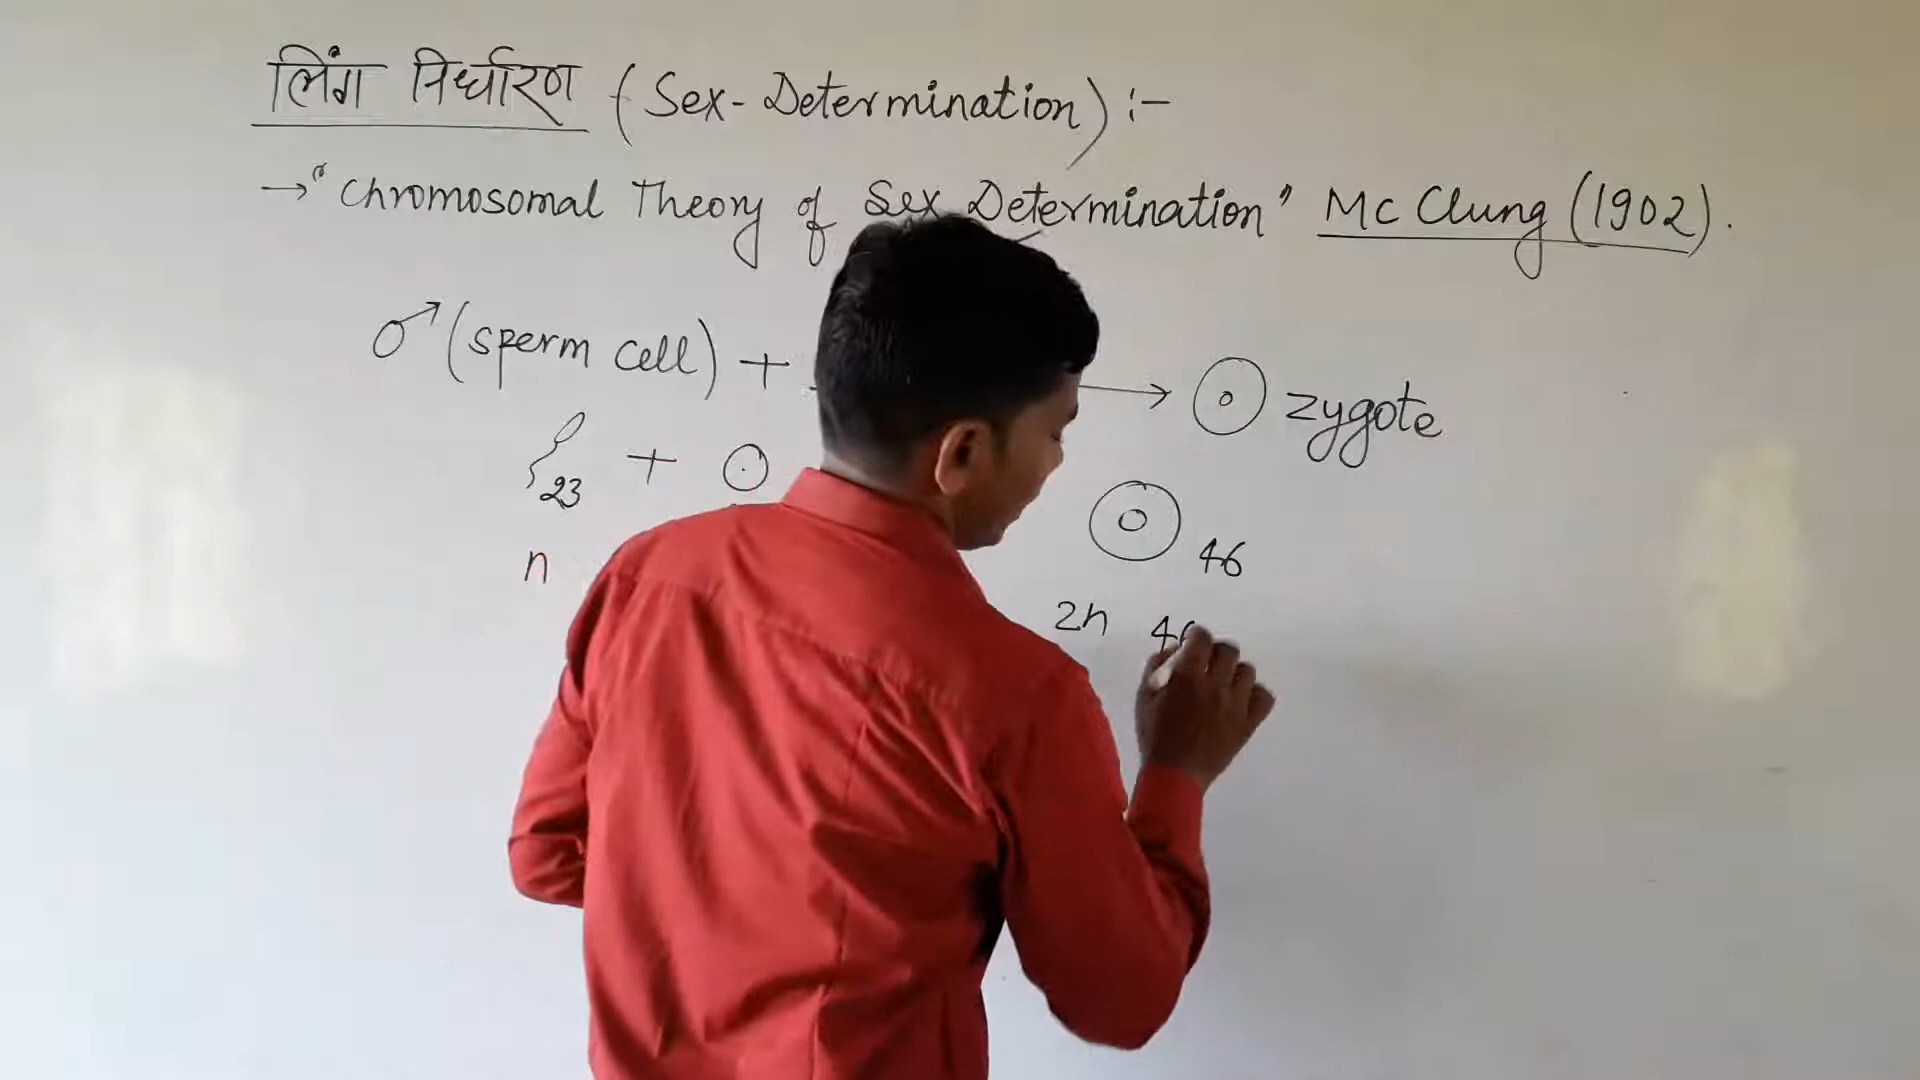 लिंग निर्धारण (Sex-Determination) :-
→ "Chromosomal Theory of Sex Determination" Mc Clung (1902).
♂ (sperm cell) + → zygote
23 + 46
n 2n